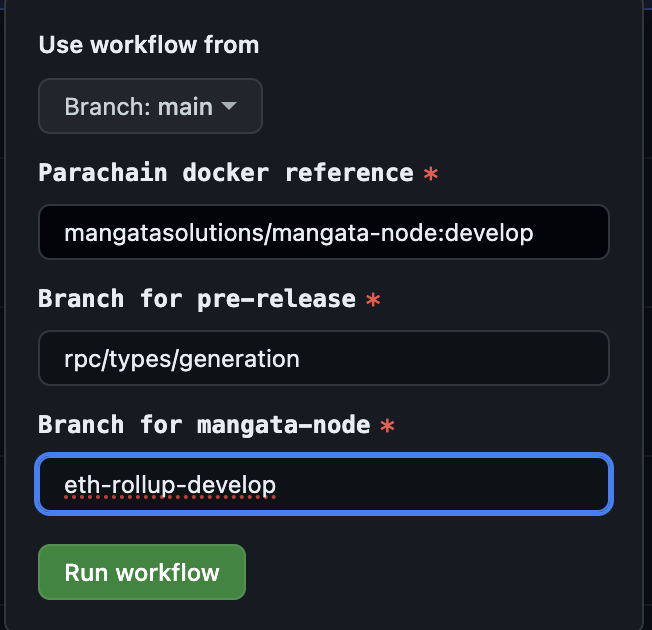 Use workflow from
Branch: main
Parachain docker reference *
mangatasolutions/mangata-node:develop
Branch for pre-release *
rpc/types/generation
Branch for mangata-node *
eth-rollup-develop
Run workflow